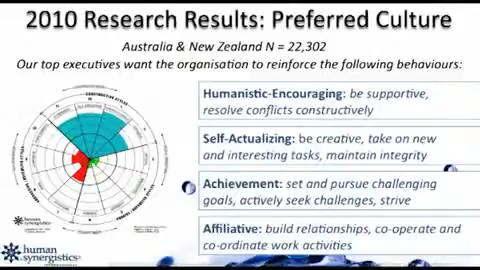 2010 Research Results: Preferred Culture
Australia & New Zealand N = 22,302
Our top executives want the organisation to reinforce the following behaviours:
Humanistic-Encouraging: be supportive,
resolve conflicts constructively
Self-Actualizing: be creative, take on new
and interesting tasks, maintain integrity
Achievement: set and pursue challenging
goals, actively seek challenges, strive
Affiliative: build relationships, co-operate and
co-ordinate work activities
human
synergistics
human
synergistics